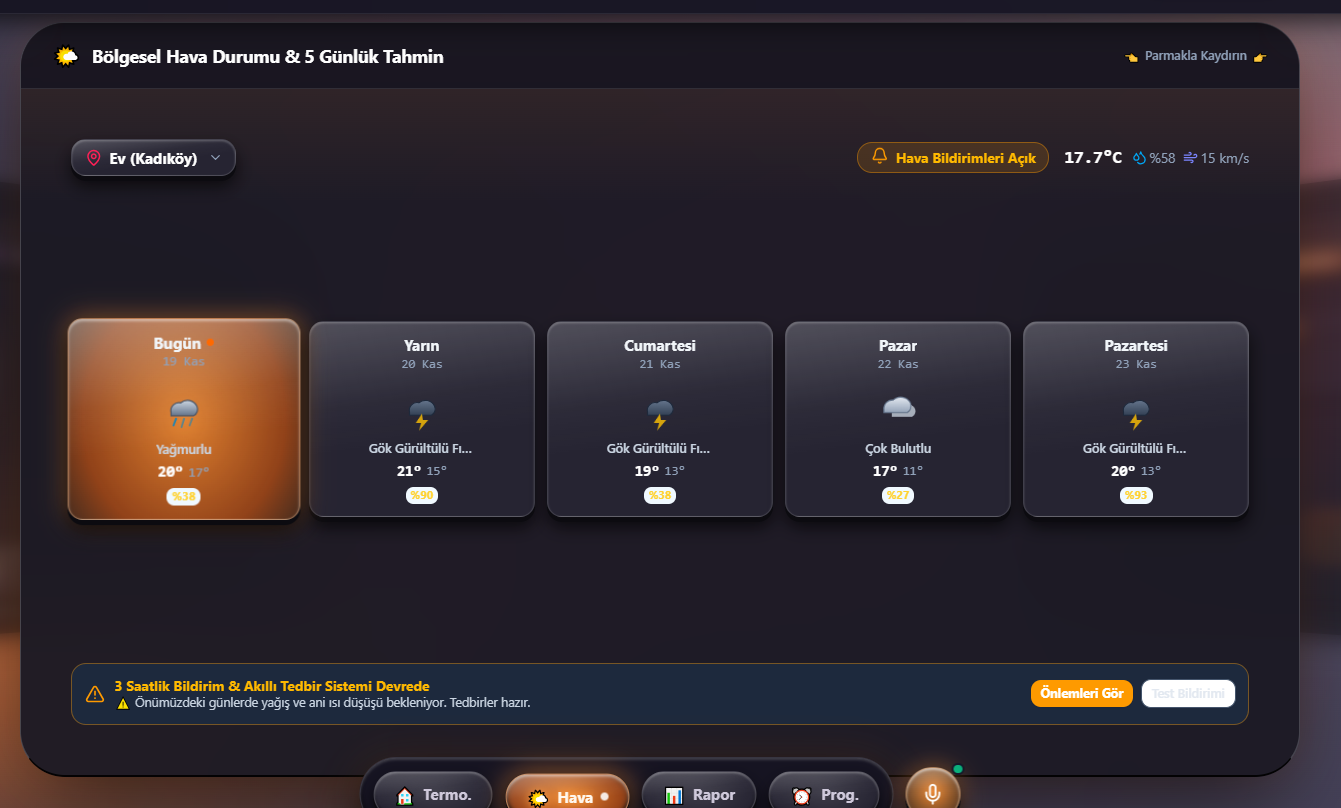 Bölgesel Hava Durumu & 5 Günlük Tahmin
Parmakla Kaydırın
Ev (Kadıköy)
Hava Bildirimleri Açık
17.7°C
%58
15 km/s
Bugün
19 Kas
Yağmurlu
20° 17°
%38
Yarın
20 Kas
Gök Gürültülü Fı...
21° 15°
%90
Cumartesi
21 Kas
Gök Gürültülü Fı...
19° 13°
%38
Pazar
22 Kas
Çok Bulutlu
17° 11°
%27
Pazartesi
23 Kas
Gök Gürültülü Fı...
20° 13°
%93
3 Saatlik Bildirim & Akıllı Tedbir Sistemi Devrede
Önümüzdeki günlerde yağış ve ani ısı düşüşü bekleniyor. Tedbirler hazır.
Önlemleri Gör
Test Bildirimi
Termo.
Hava
Rapor
Prog.